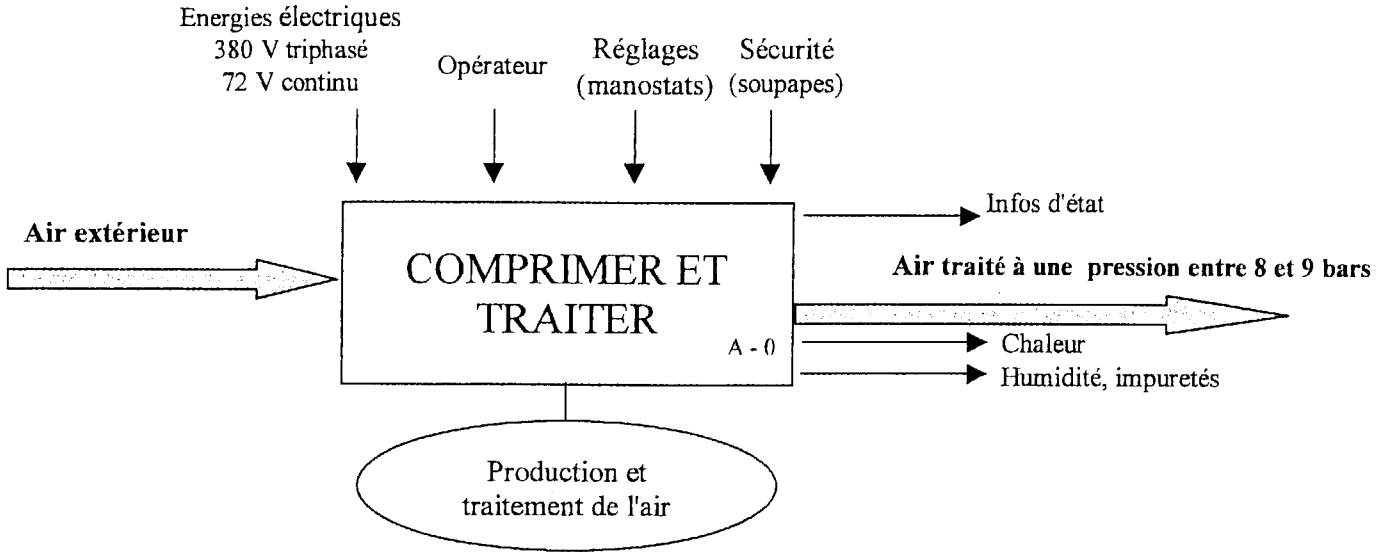 Energies électriques
380 V triphasé
72 V continu
Opérateur
Réglages
(manostats)
Sécurité
(soupapes)
Infos d'état
Air extérieur
COMPRIMER ET
TRAITER
A - 0
Air traité à une pression entre 8 et 9 bars
Chaleur
Humidité, impuretés
Production et
traitement de l'air